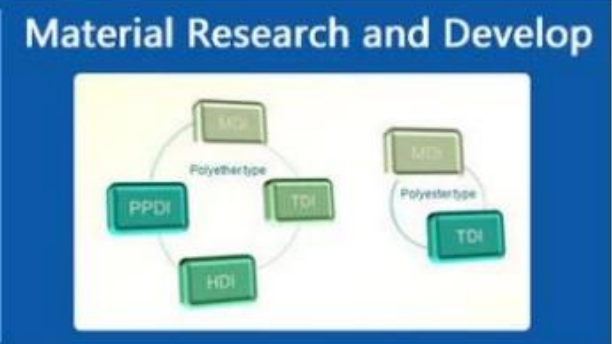 Material Research and Develop
MDI
Polyethertype
PPDI
TDI
HDI
MDI
Polyestertype
TDI